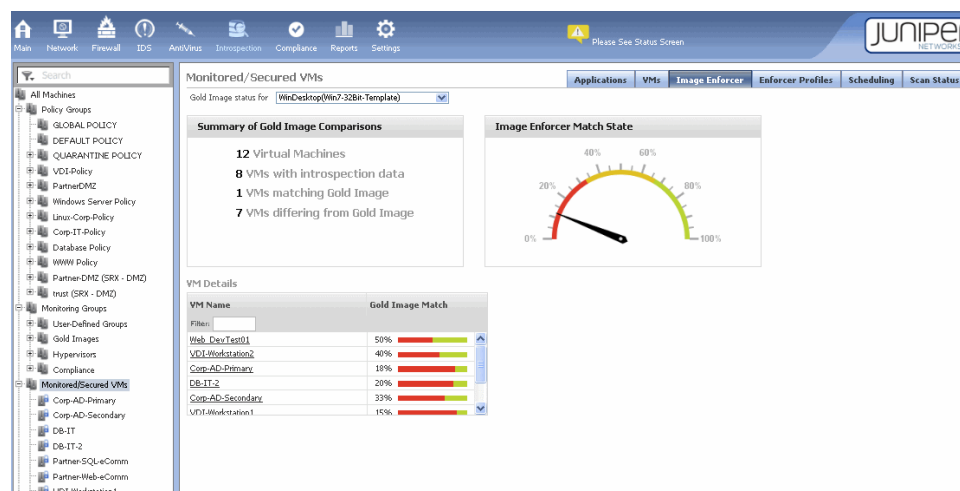 JUNIPER
NETWORKS
Main Network Firewall IDS AntiVirus Introspection Compliance Reports Settings
Please See Status Screen
Search
All Machines
Policy Groups
GLOBAL POLICY
DEFAULT POLICY
QUARANTINE POLICY
VDI-Policy
PartnerDMZ
Windows Server Policy
Linux-Corp-Policy
Corp-IT-Policy
Database Policy
WWW Policy
Partner-DMZ (SRX - DMZ)
trust (SRX - DMZ)
Monitoring Groups
User-Defined Groups
Gold Images
Hypervisors
Compliance
Monitored/Secured VMs
Corp-AD-Primary
Corp-AD-Secondary
DB-IT
DB-IT-2
Partner-SQL-eComm
Partner-Web-eComm
VDI-Workstation1
Monitored/Secured VMs
Applications VMs Image Enforcer Enforcer Profiles Scheduling Scan Status
Gold Image status for WinDesktop(Win7-32Bit-Template)
Summary of Gold Image Comparisons
12 Virtual Machines
8 VMs with introspection data
1 VMs matching Gold Image
7 VMs differing from Gold Image
Image Enforcer Match State
0%
20%
40%
60%
80%
100%
VM Details
VM Name Gold Image Match
Filter:
Web_DevTest01 50%
VDI-Workstation2 40%
Corp-AD-Primary 18%
DB-IT-2 20%
Corp-AD-Secondary 33%
VDI-Workstation1 15%